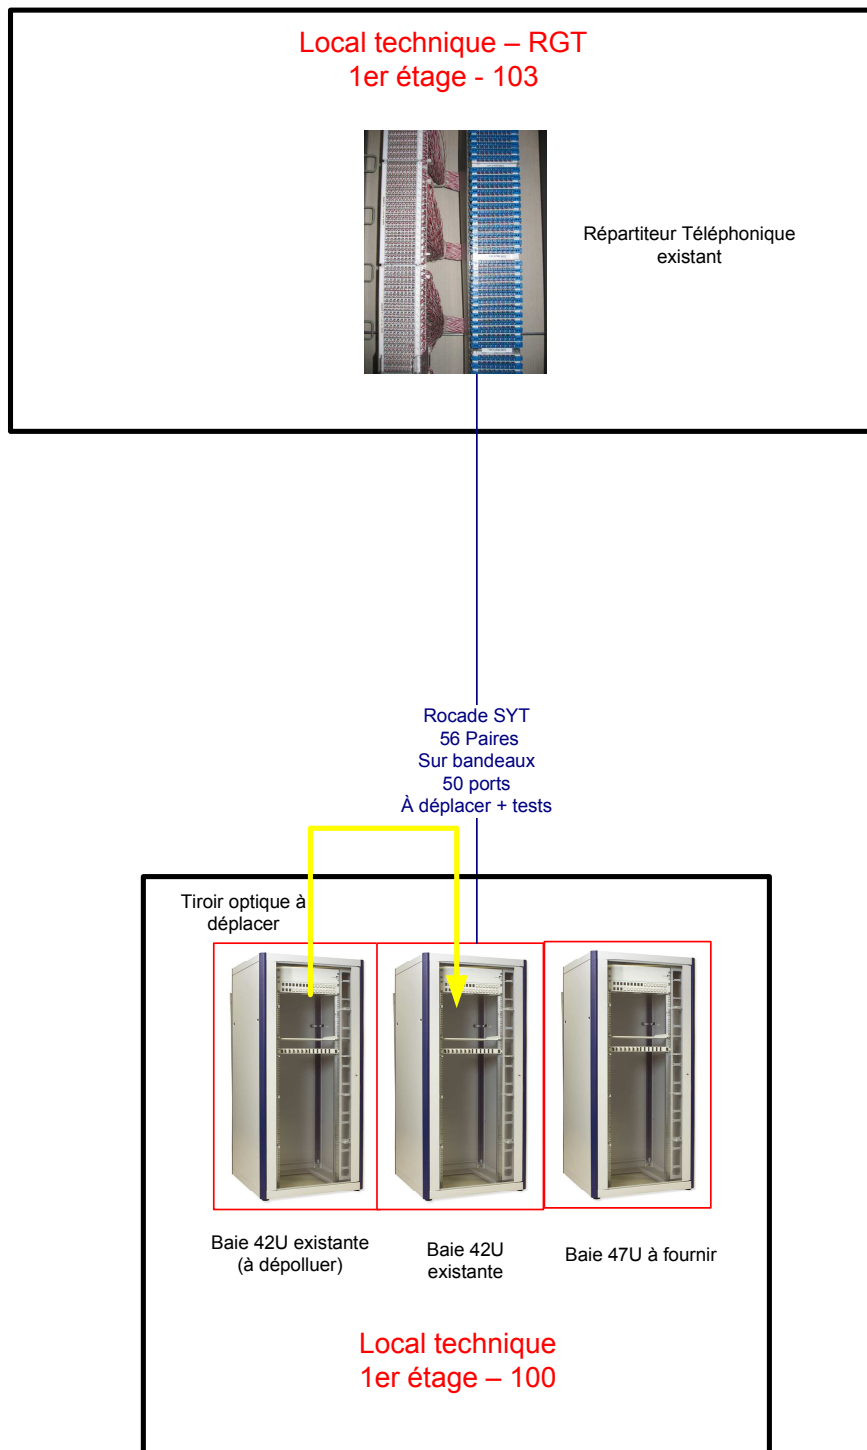 Local technique – RGT
1er étage - 103
Répartiteur Téléphonique
existant
Rocade SYT
56 Paires
Sur bandeaux
50 ports
À déplacer + tests
Tiroir optique à
déplacer
Baie 42U existante
(à dépolluer)
Baie 42U
existante
Baie 47U à fournir
Local technique
1er étage – 100